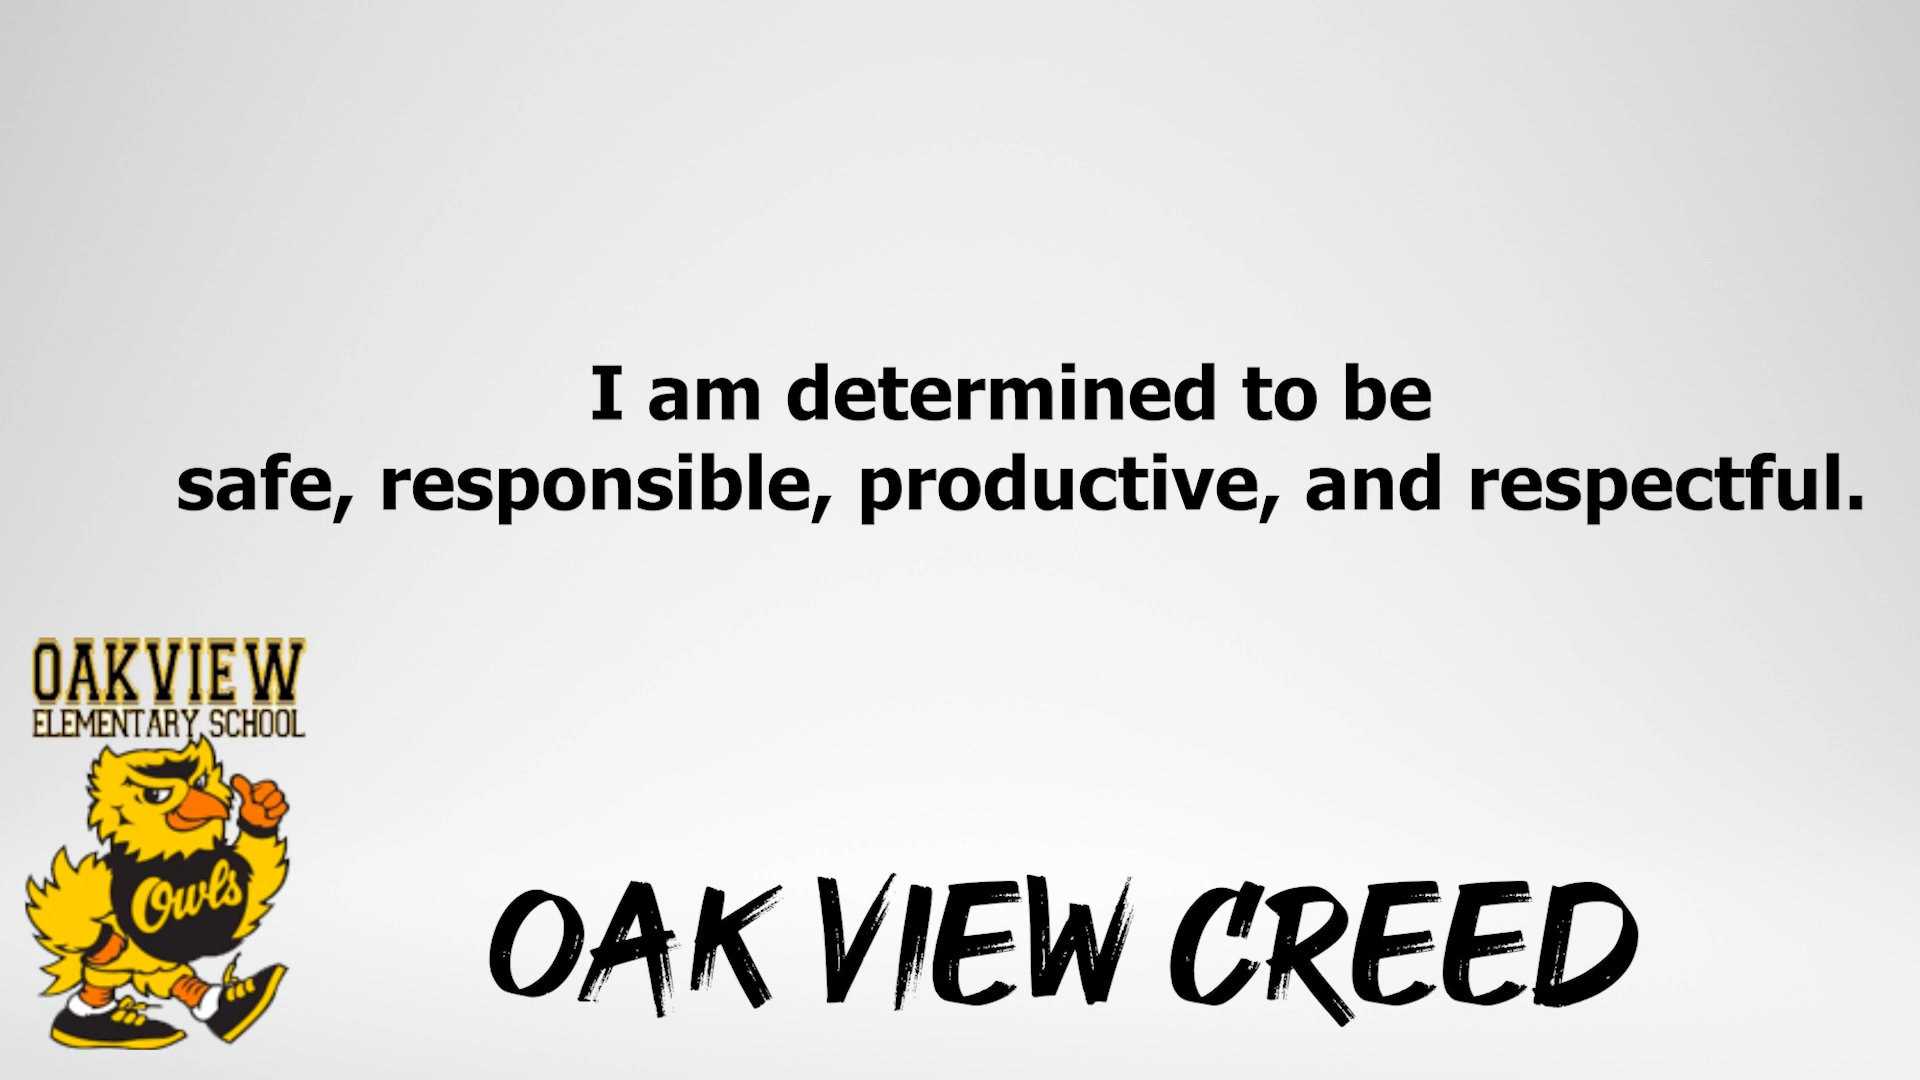 I am determined to be
safe, responsible, productive, and respectful.
OAKVIEW
ELEMENTARY SCHOOL
Owls
OAK VIEW CREED